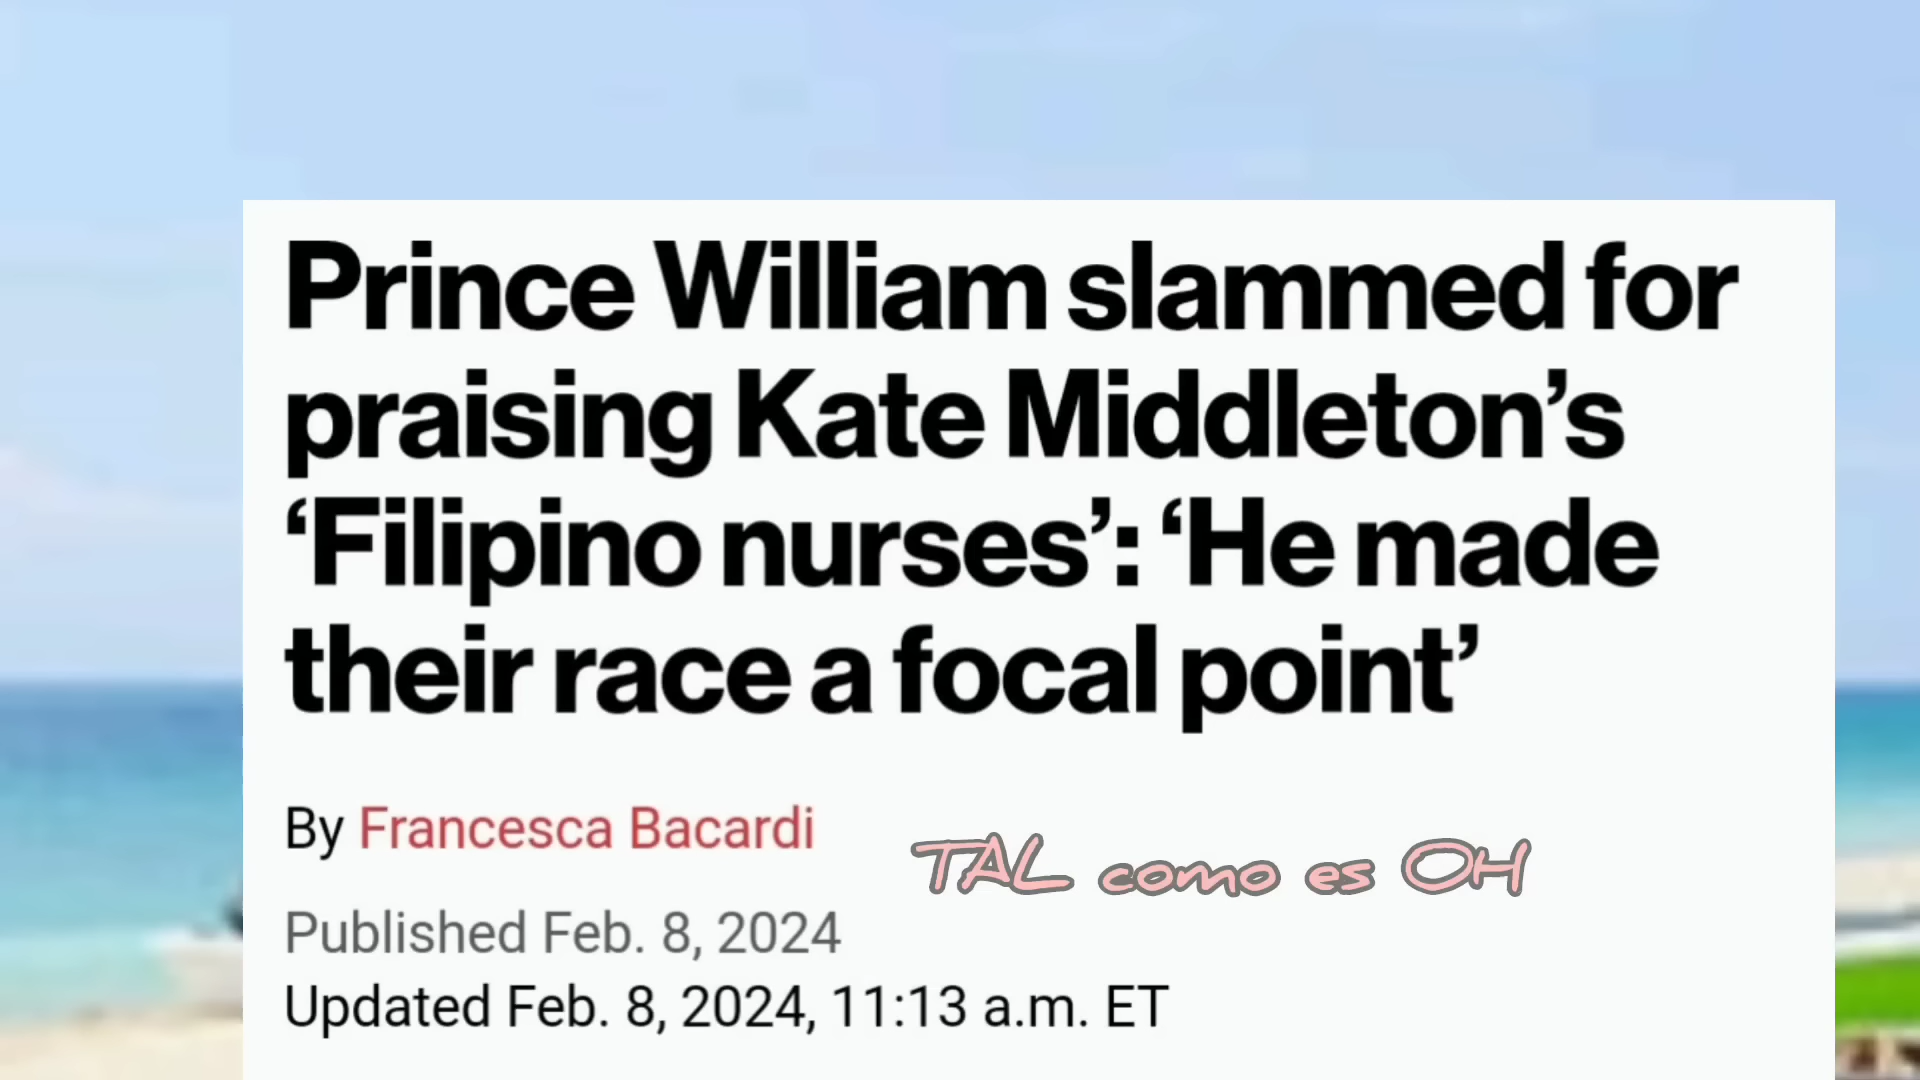 Prince William slammed for
praising Kate Middleton’s
‘Filipino nurses’: ‘He made
their race a focal point’
By Francesca Bacardi
TAL como es OH
Published Feb. 8, 2024
Updated Feb. 8, 2024, 11:13 a.m. ET